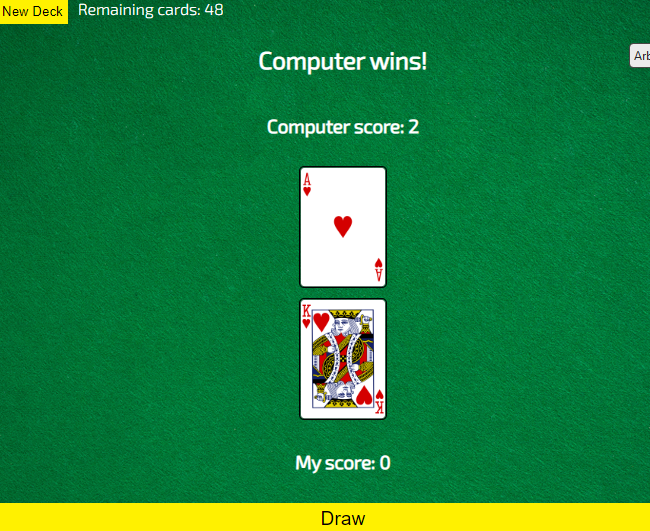 New Deck
Remaining cards: 48
Computer wins!
Arb
Computer score: 2
A
A
K
K
My score: 0
Draw